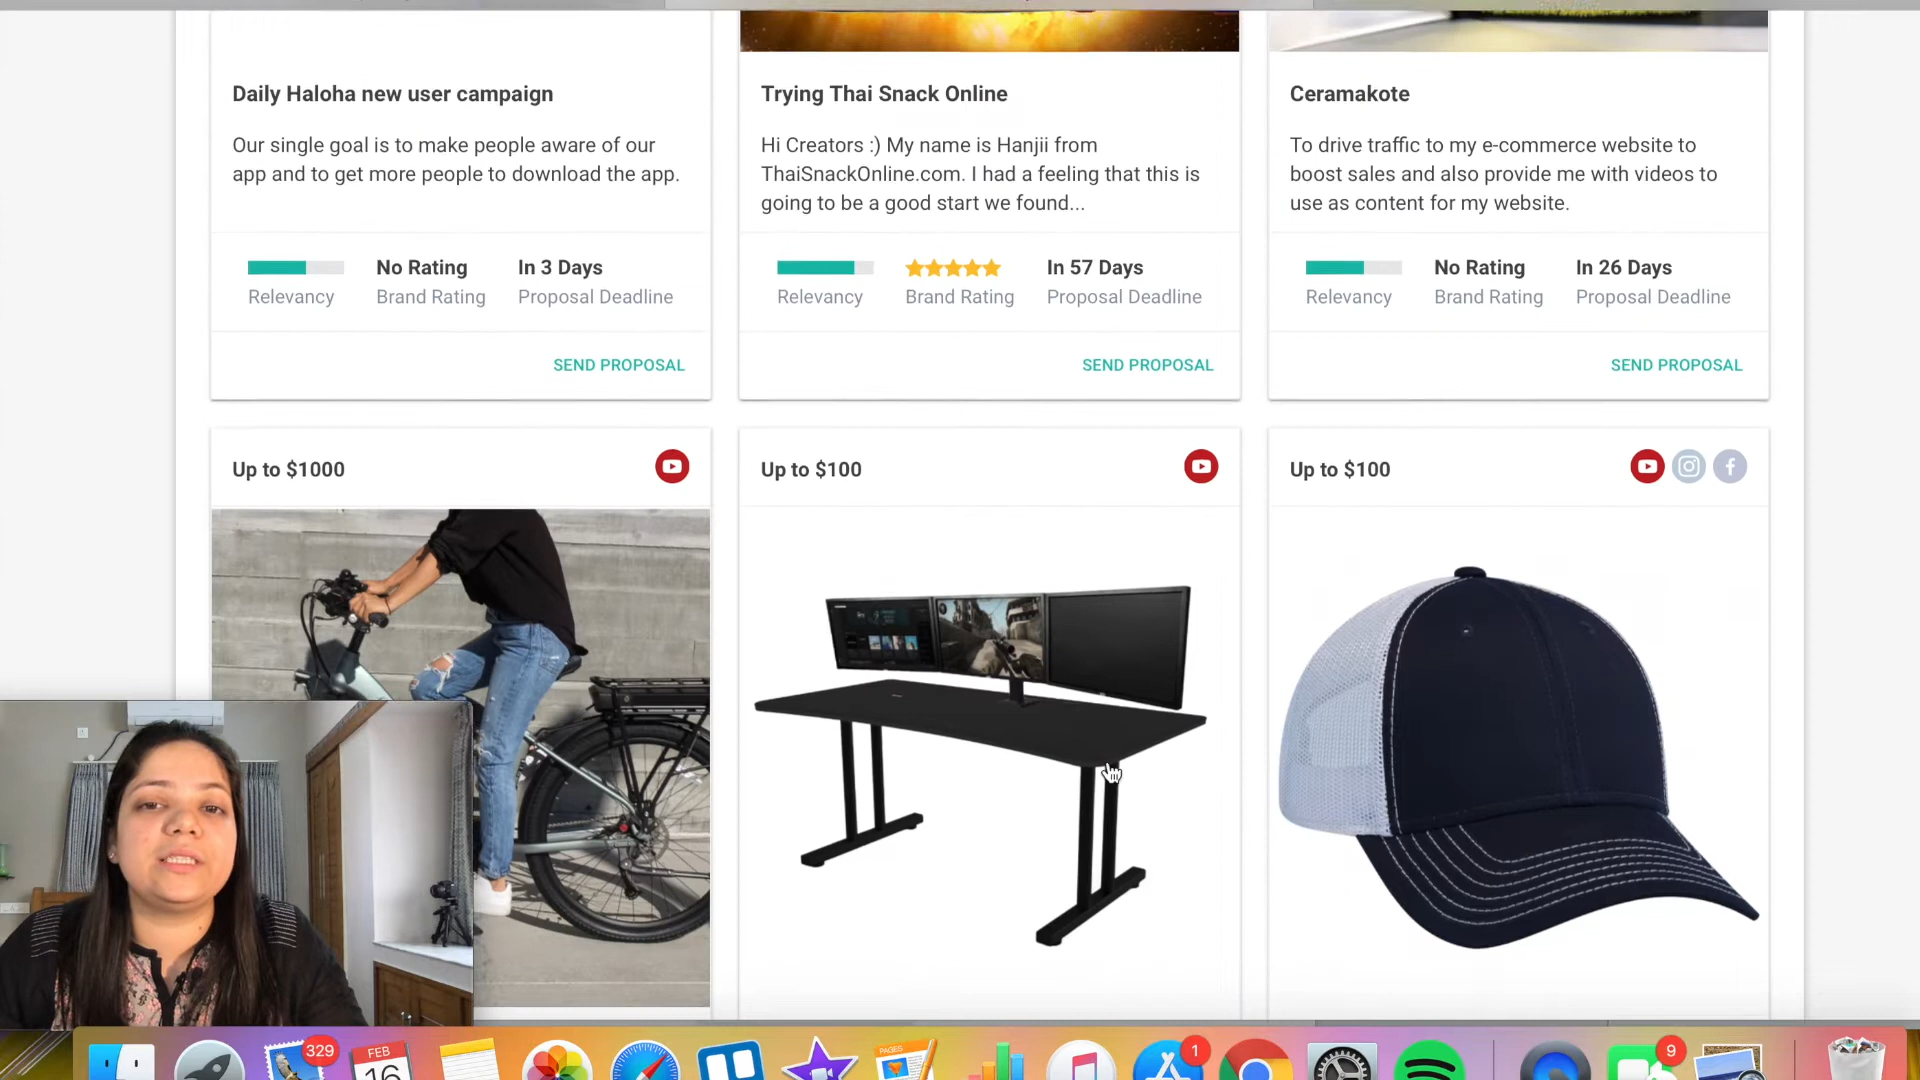 Daily Haloha new user campaign
Our single goal is to make people aware of our
app and to get more people to download the app.
No Rating
In 3 Days
Relevancy
Brand Rating
Proposal Deadline
SEND PROPOSAL
Trying Thai Snack Online
Hi Creators :) My name is Hanjii from
ThaiSnackOnline.com. I had a feeling that this is
going to be a good start we found...
In 57 Days
Relevancy
Brand Rating
Proposal Deadline
SEND PROPOSAL
Ceramakote
To drive traffic to my e-commerce website to
boost sales and also provide me with videos to
use as content for my website.
No Rating
In 26 Days
Relevancy
Brand Rating
Proposal Deadline
SEND PROPOSAL
Up to $1000
Up to $100
Up to $100
329
FEB
16
PAGES
1
9